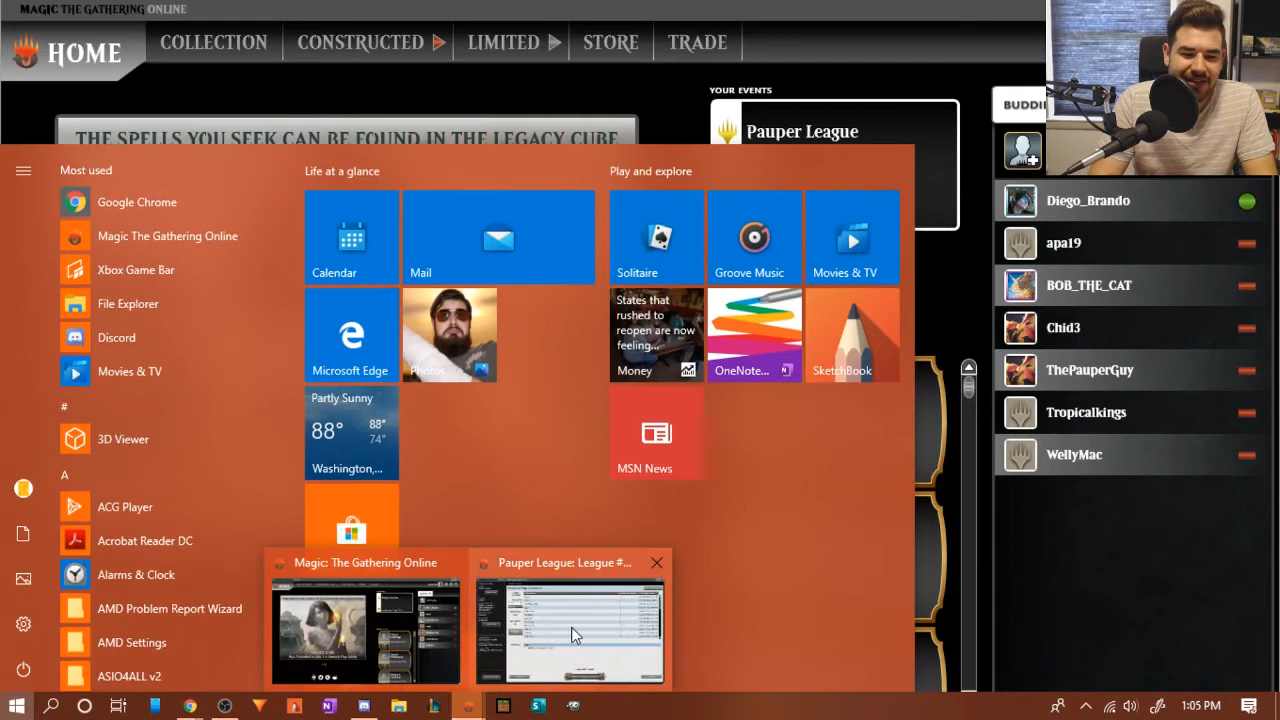 MAGIC THE GATHERING ONLINE
HOME
COLLECTION
CONSTRUCTED
LIMITED
STORE
TRADE
YOUR EVENTS
Pauper League
BUDDI
THE SPELLS YOU SEEK CAN BE FOUND IN THE LEGACY CUBE
Diego_Brando
apa19
BOB_THE_CAT
Chid3
ThePauperGuy
Tropicalkings
WellyMac
Most used
Google Chrome
Magic The Gathering Online
Xbox Game Bar
File Explorer
Discord
Movies & TV
#
3D Viewer
A
ACG Player
Acrobat Reader DC
Alarms & Clock
AMD Problem Report Wizard
AMD Settings
ASIO4ALL v2
Life at a glance
Calendar
Mail
Microsoft Edge
Photos
Partly Sunny
88°
88°
74°
Washington,...
Play and explore
Solitaire
Groove Music
Movies & TV
States that
rushed to
reopen are now
feeling...
Money
OneNote...
SketchBook
MSN News
Magic: The Gathering Online
Pauper League: League #...
1:05 PM